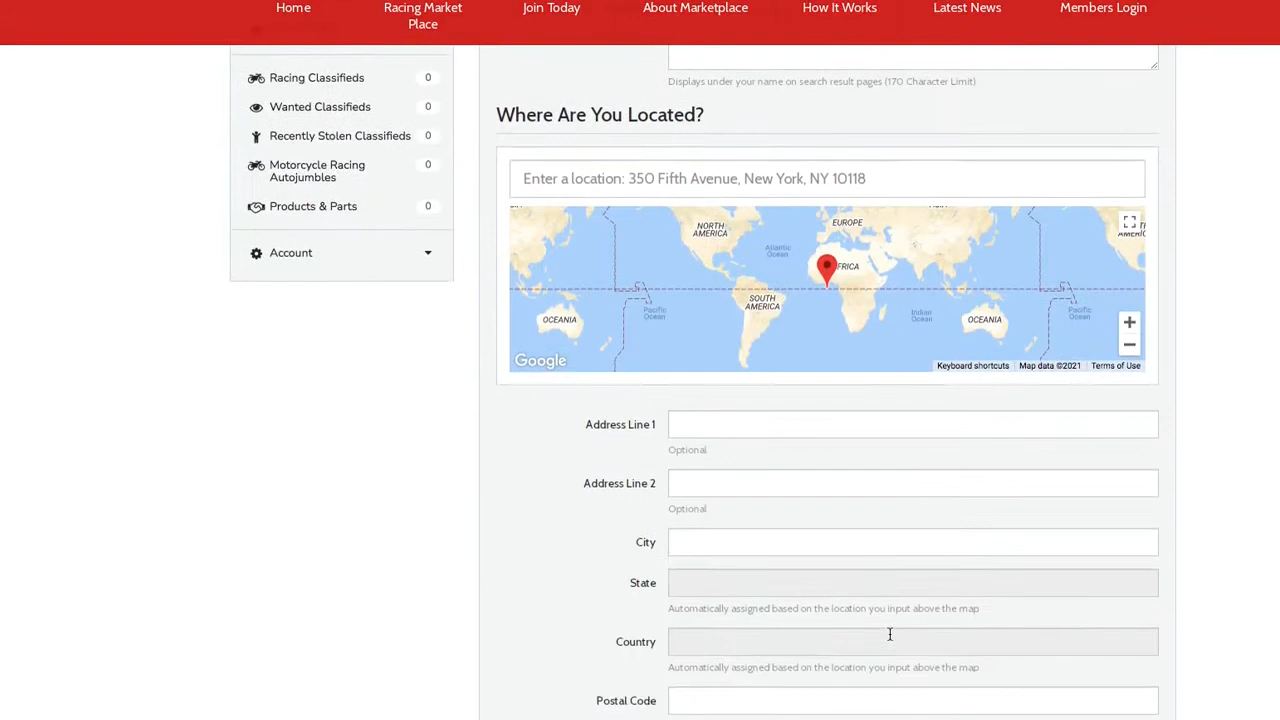 Home
Racing Market
Place
Join Today
About Marketplace
How It Works
Latest News
Members Login
Racing Classifieds 0
Wanted Classifieds 0
Recently Stolen Classifieds 0
Motorcycle Racing
Autojumbles 0
Products & Parts 0
Account
Displays under your name on search result pages (170 Character Limit)
Where Are You Located?
Enter a location: 350 Fifth Avenue, New York, NY 10118
NORTH
AMERICA
EUROPE
Atlantic
Ocean
FRICA
SOUTH
AMERICA
Pacific
Ocean
Indian
Ocean
Pacific
Ocean
OCEANIA
OCEANIA
Google
Keyboard shortcuts
Map data ©2021
Terms of Use
Address Line 1
Optional
Address Line 2
Optional
City
State
Automatically assigned based on the location you input above the map
Country
Automatically assigned based on the location you input above the map
Postal Code